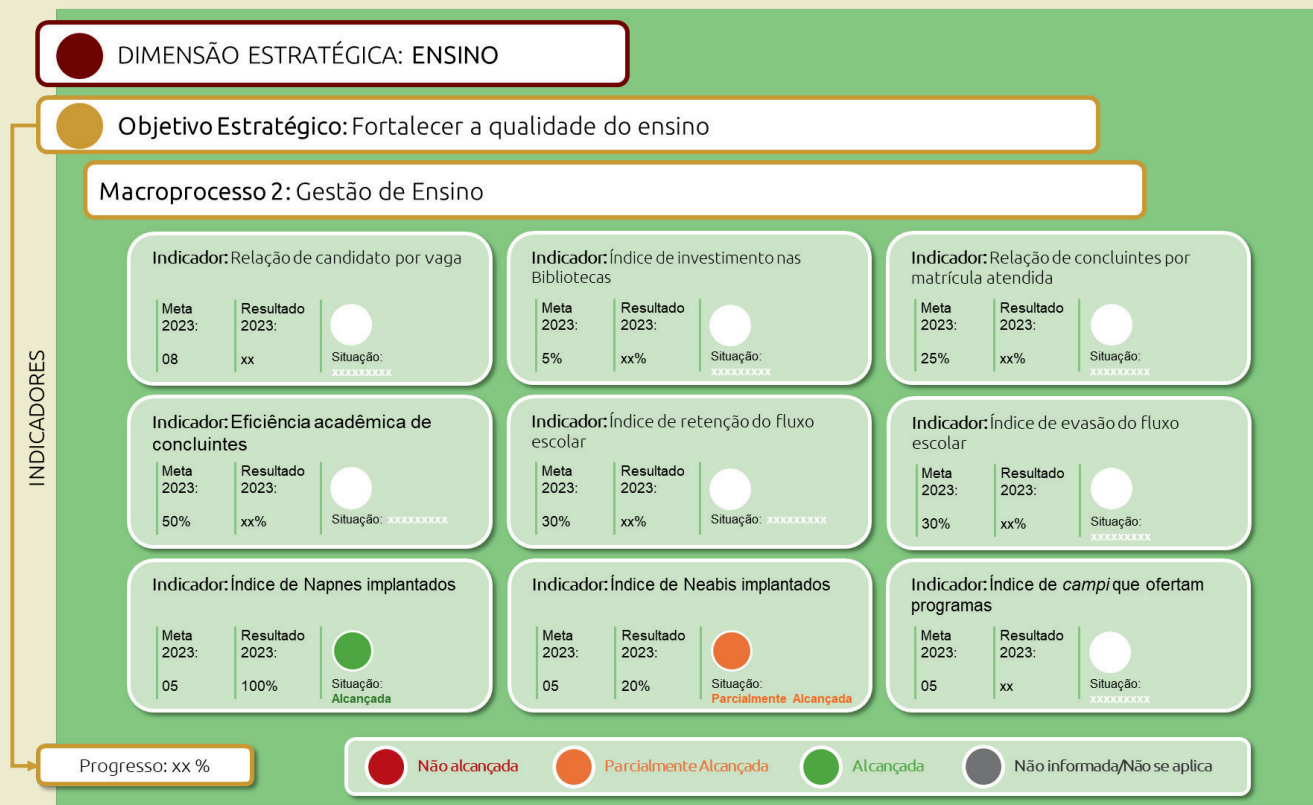 DIMENSÃO ESTRATÉGICA: ENSINO
Objetivo Estratégico: Fortalecer a qualidade do ensino
Macroprocesso 2: Gestão de Ensino
INDICADORES
Indicador: Relação de candidato por vaga
Meta 2023:
08
Resultado 2023:
xx
Situação:
xxxxxxxxx
Indicador: Índice de investimento nas
Bibliotecas
Meta 2023:
5%
Resultado 2023:
xx%
Situação:
xxxxxxxxx
Indicador: Relação de concluintes por
matrícula atendida
Meta 2023:
25%
Resultado 2023:
xx%
Situação:
xxxxxxxxx
Indicador: Eficiência acadêmica de
concluintes
Meta 2023:
50%
Resultado 2023:
xx%
Situação: xxxxxxxxx
Indicador: Índice de retenção do fluxo
escolar
Meta 2023:
30%
Resultado 2023:
xx%
Situação: xxxxxxxxx
Indicador: Índice de evasão do fluxo
escolar
Meta 2023:
30%
Resultado 2023:
xx%
Situação:
xxxxxxxxx
Indicador: Índice de Napnes implantados
Meta 2023:
05
Resultado 2023:
100%
Situação:
Alcançada
Indicador: Índice de Neabis implantados
Meta 2023:
05
Resultado 2023:
20%
Situação:
Parcialmente Alcançada
Indicador: Índice de campi que ofertam
programas
Meta 2023:
05
Resultado 2023:
xx
Situação:
xxxxxxxxx
Progresso: xx %
Não alcançada
Parcialmente Alcançada
Alcançada
Não informada/Não se aplica